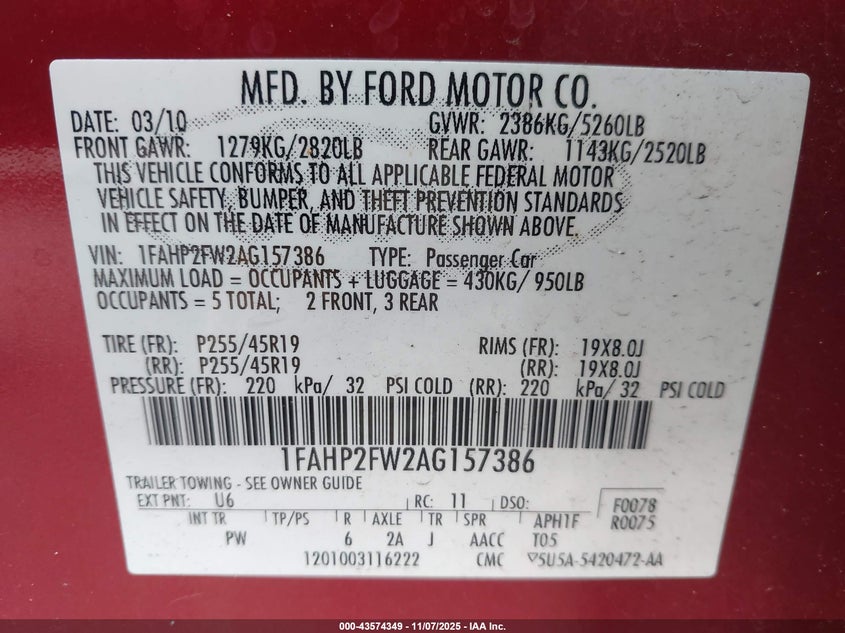 MFD. BY FORD MOTOR CO.
DATE: 03/10 GVWR: 2386KG/5260LB
FRONT GAWR: 1279KG/2820LB REAR GAWR: 1143KG/2520LB
THIS VEHICLE CONFORMS TO ALL APPLICABLE FEDERAL MOTOR
VEHICLE SAFETY, BUMPER, AND THEFT PREVENTION STANDARDS
IN EFFECT ON THE DATE OF MANUFACTURE SHOWN ABOVE.
VIN: 1FAHP2FW2AG157386 TYPE: Passenger Car
MAXIMUM LOAD = OCCUPANTS + LUGGAGE = 430KG/ 950LB
OCCUPANTS = 5 TOTAL; 2 FRONT, 3 REAR
TIRE (FR): P255/45R19 RIMS (FR): 19X8.0J
(RR): P255/45R19 (RR): 19X8.0J
PRESSURE (FR): 220 kPa/ 32 PSI COLD (RR): 220 kPa/ 32 PSI COLD
1FAHP2FW2AG157386
TRAILER TOWING - SEE OWNER GUIDE
EXT PNT: U6 RC: 11 DSO: F0078
INT TR TP/PS R AXLE TR SPR APH1F R0075
PW 6 2A J AACC T05
1201003116222 CMC 5U5A-5420472-AA
000-43574349 - 11/07/2025 - IAA Inc.